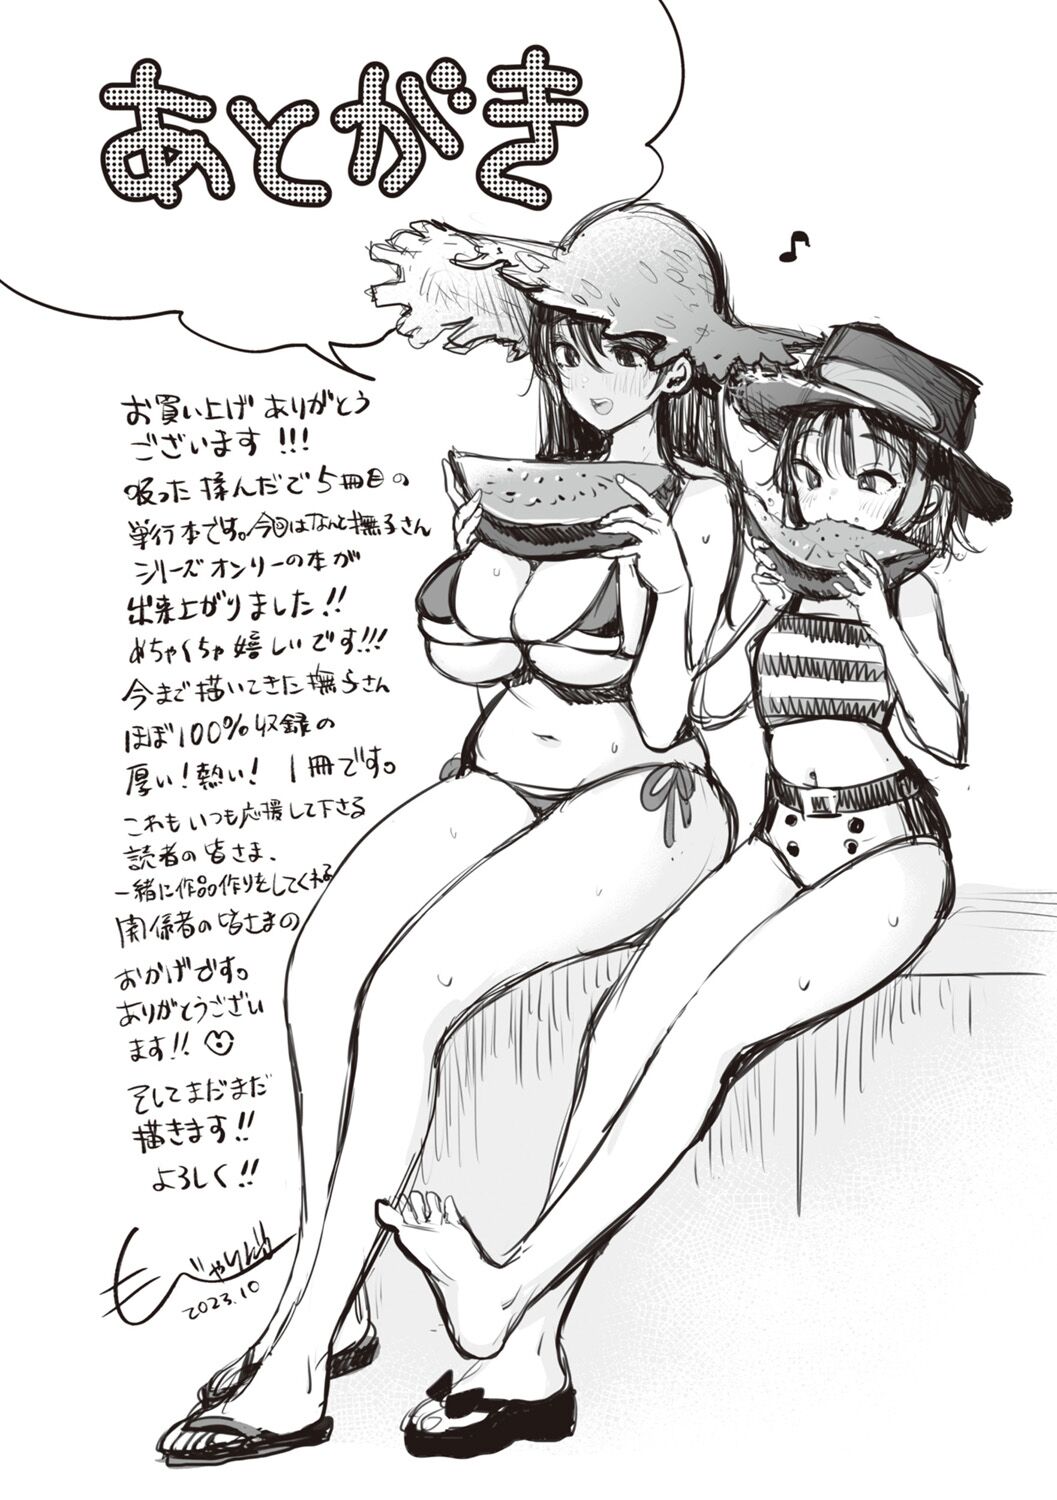 あとがき
お買い上げ ありがとう
ございます!!!
吸った揉んだで5冊目の
単行本です。今回はなんと撫子さん
シリーズオンリーの本が
出来上がりました!!
めちゃくちゃ嬉しいです!!!
今まで描いてきた撫子さん
ほぼ100%収録の
厚い! 熱い! 1冊です。
これもいつも応援して下さる
読者の皆さま、
一緒に作品作りをしてくれる
関係者の皆さまの
おかげです。
ありがとうござい
ます!!
そしてまだまだ
描きます!!
よろしく!!
2023.10